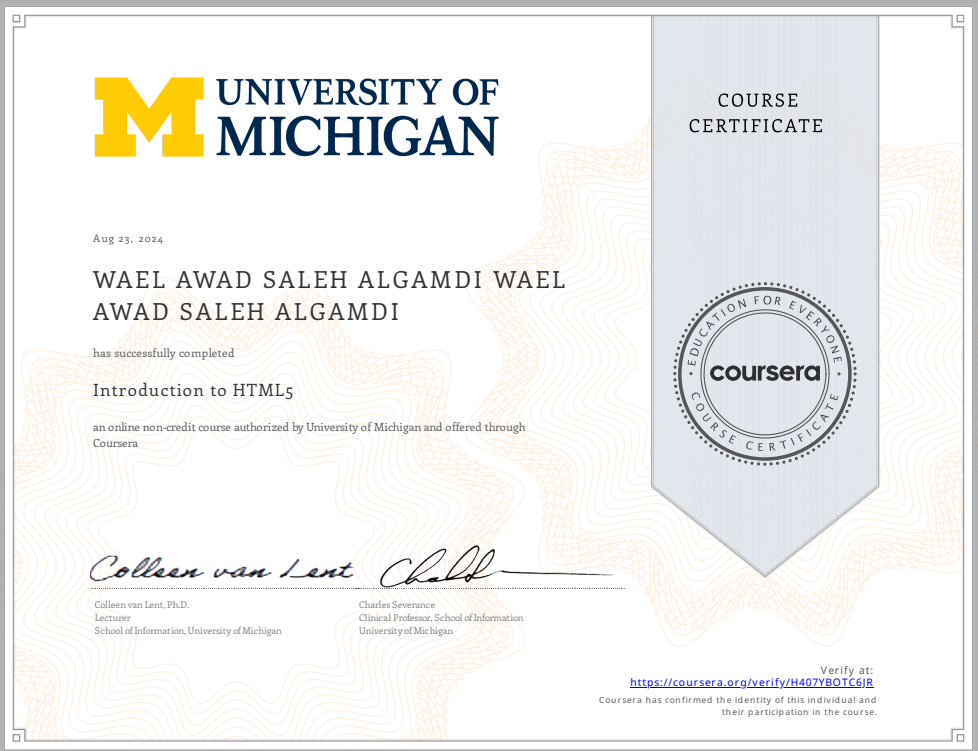 UNIVERSITY OF
MICHIGAN
COURSE
CERTIFICATE
Aug 23, 2024
WAEL AWAD SALEH ALGAMDI WAEL
AWAD SALEH ALGAMDI
has successfully completed
Introduction to HTML5
an online non-credit course authorized by University of Michigan and offered through
Coursera
EDUCATION FOR EVERYONE
coursera
COURSE CERTIFICATE
Colleen van Lent
Colleen van Lent, Ph.D.
Lecturer
School of Information, University of Michigan
Charles Severance
Clinical Professor, School of Information
University of Michigan
Verify at:
https://coursera.org/verify/H407YBOTC6JR
Coursera has confirmed the identity of this individual and
their participation in the course.